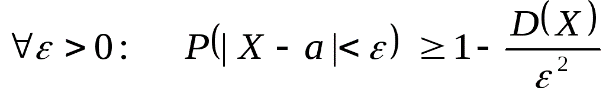 ∀ε > 0 :   P(| X − a |< ε) ≥ 1 − D(X) / ε²